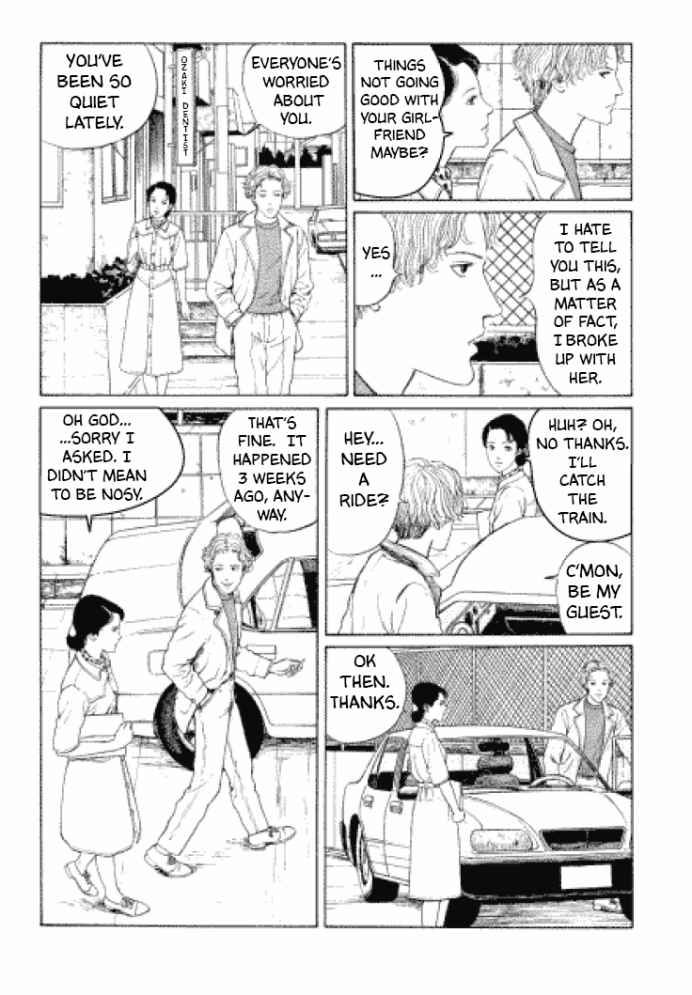 YOU'VE
BEEN SO
QUIET
LATELY.
OZAKI DENTIST
EVERYONE'S
WORRIED
ABOUT
YOU.
THINGS
NOT GOING
GOOD WITH
YOUR GIRL-
FRIEND
MAYBE?
YES
...
I HATE
TO TELL
YOU THIS,
BUT AS A
MATTER
OF FACT,
I BROKE
UP WITH
HER.
OH GOD...
...SORRY I
ASKED. I
DIDN'T MEAN
TO BE NOSY.
THAT'S
FINE. IT
HAPPENED
3 WEEKS
AGO, ANY-
WAY.
HEY...
NEED
A
RIDE?
HUH? OH,
NO THANKS.
I'LL
CATCH
THE
TRAIN.
C'MON,
BE MY
GUEST.
OK
THEN.
THANKS.